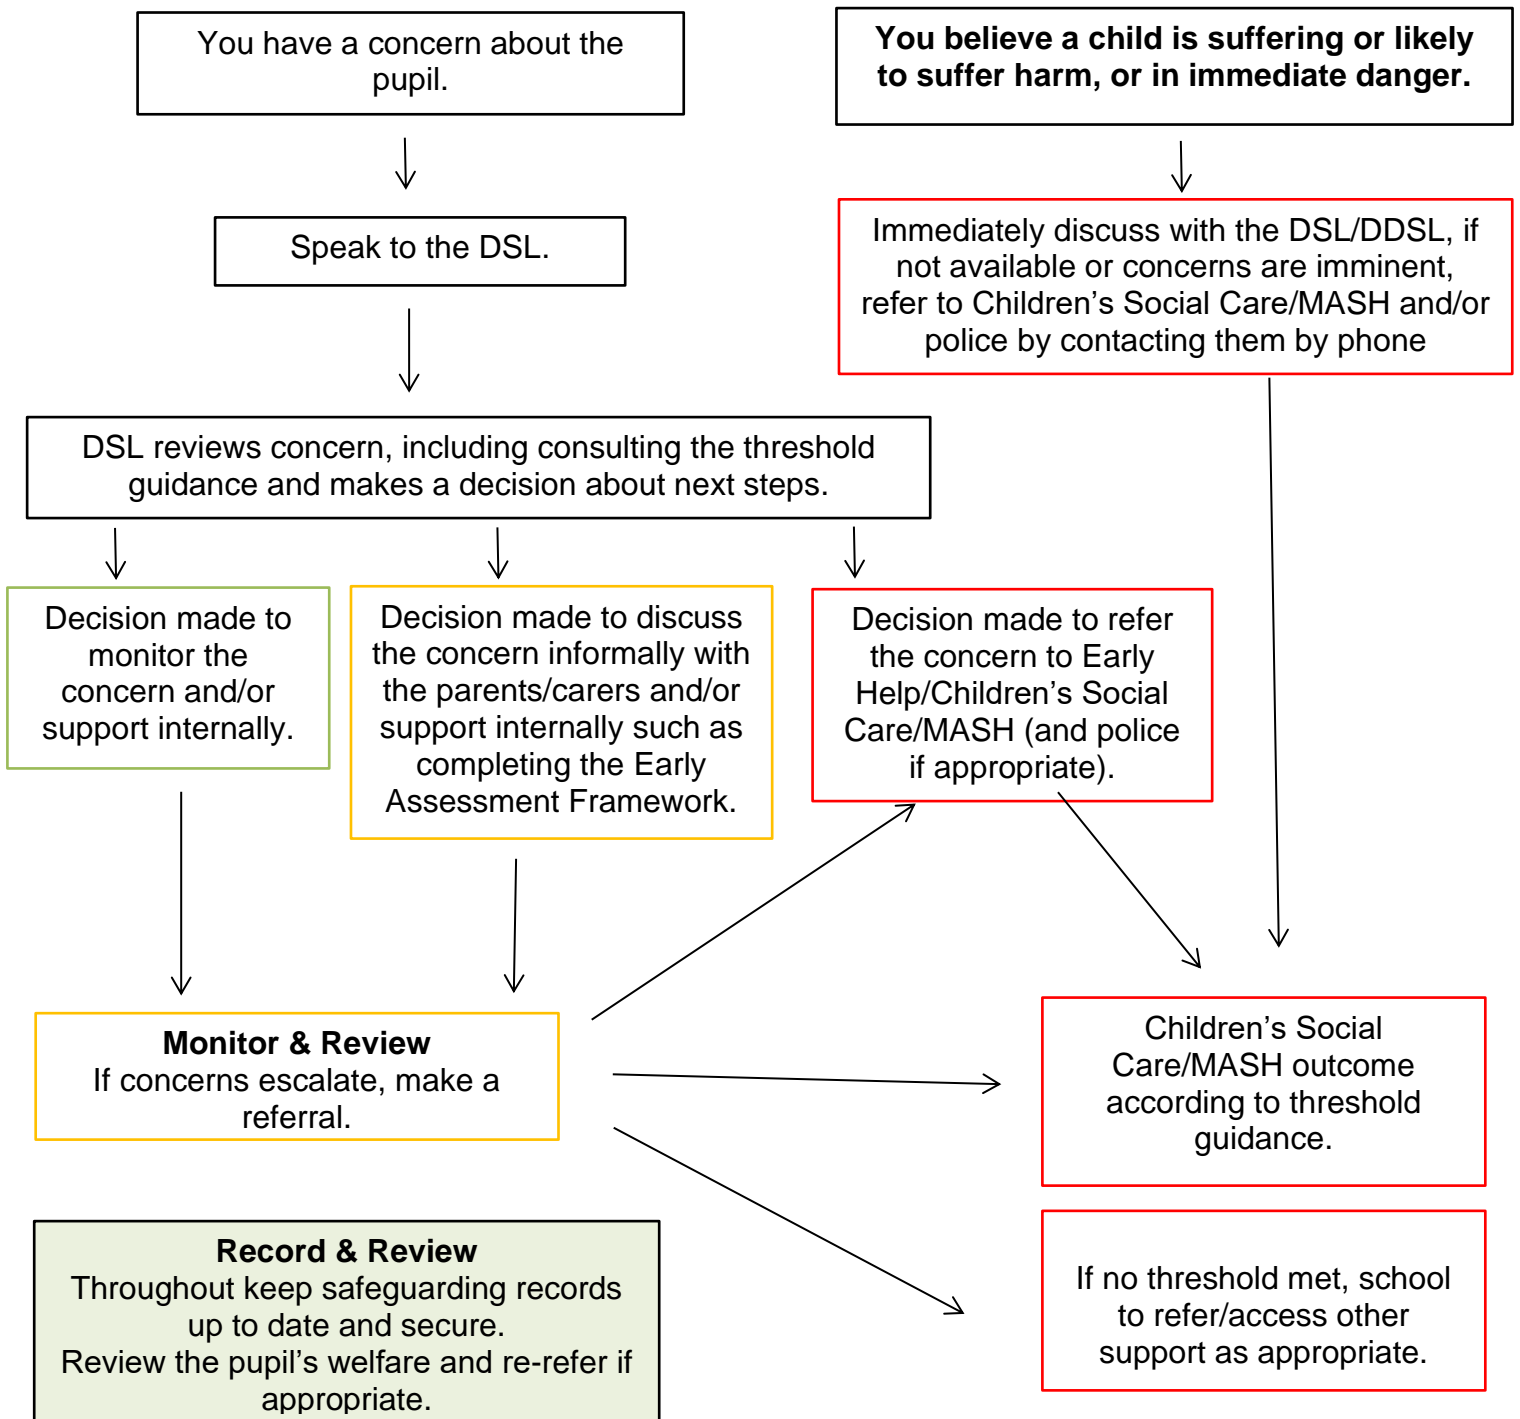 You have a concern about the
pupil.
You believe a child is suffering or likely
to suffer harm, or in immediate danger.
Speak to the DSL.
Immediately discuss with the DSL/DDSL, if
not available or concerns are imminent,
refer to Children’s Social Care/MASH and/or
police by contacting them by phone
DSL reviews concern, including consulting the threshold
guidance and makes a decision about next steps.
Decision made to
monitor the
concern and/or
support internally.
Decision made to discuss
the concern informally with
the parents/carers and/or
support internally such as
completing the Early
Assessment Framework.
Decision made to refer
the concern to Early
Help/Children’s Social
Care/MASH (and police
if appropriate).
Monitor & Review
If concerns escalate, make a
referral.
Children’s Social
Care/MASH outcome
according to threshold
guidance.
Record & Review
Throughout keep safeguarding records
up to date and secure.
Review the pupil’s welfare and re-refer if
appropriate.
If no threshold met, school
to refer/access other
support as appropriate.